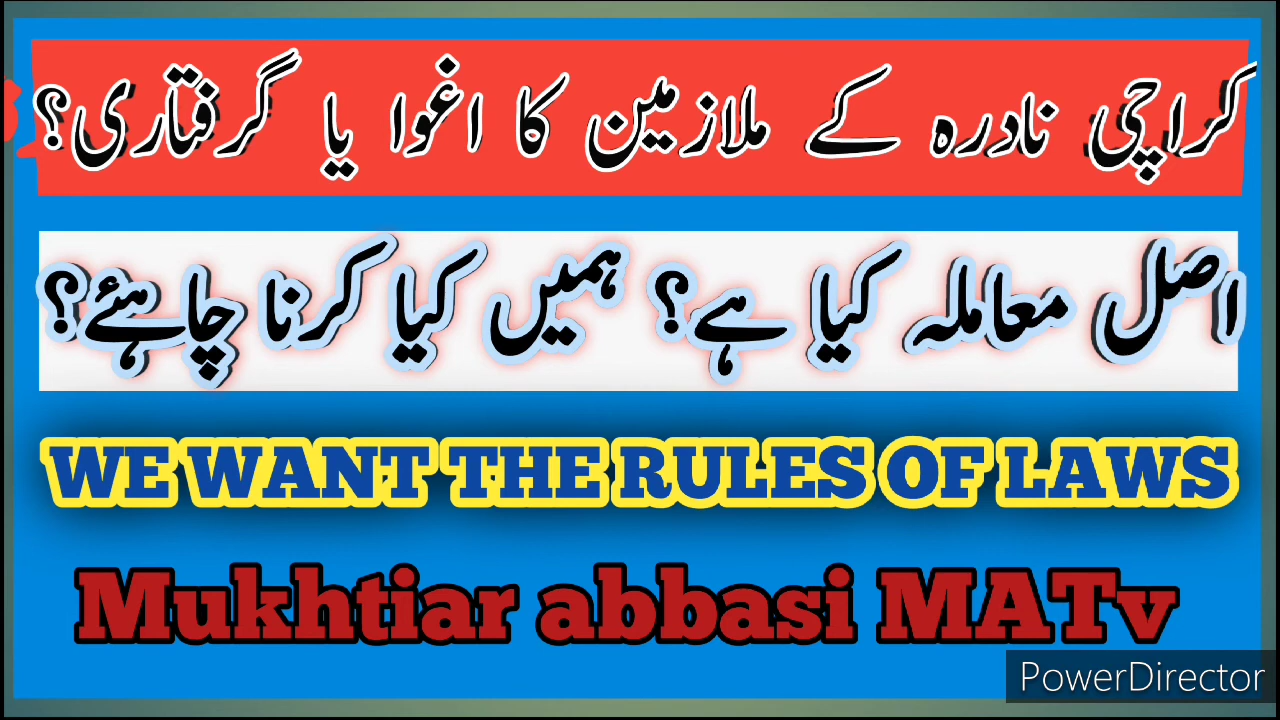 کراچی نادرہ کے ملازمین کا اغوا یا گرفتاری؟
اصل معاملہ کیا ہے؟ ہمیں کیا کرنا چاہئے؟
WE WANT THE RULES OF LAWS
Mukhtiar abbasi MATv
PowerDirector